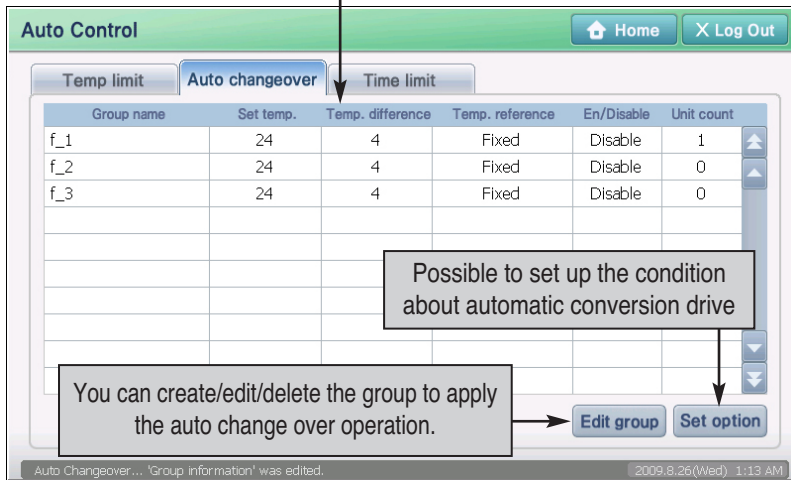 Auto Control
Home
X Log Out
Temp limit
Auto changeover
Time limit
Group name Set temp. Temp. difference Temp. reference En/Disable Unit count
f_1 24 4 Fixed Disable 1
f_2 24 4 Fixed Disable 0
f_3 24 4 Fixed Disable 0
Possible to set up the condition
about automatic conversion drive
You can create/edit/delete the group to apply
the auto change over operation.
Edit group
Set option
Auto Changeover... 'Group information' was edited.
2009.8.26(Wed) 1:13 AM